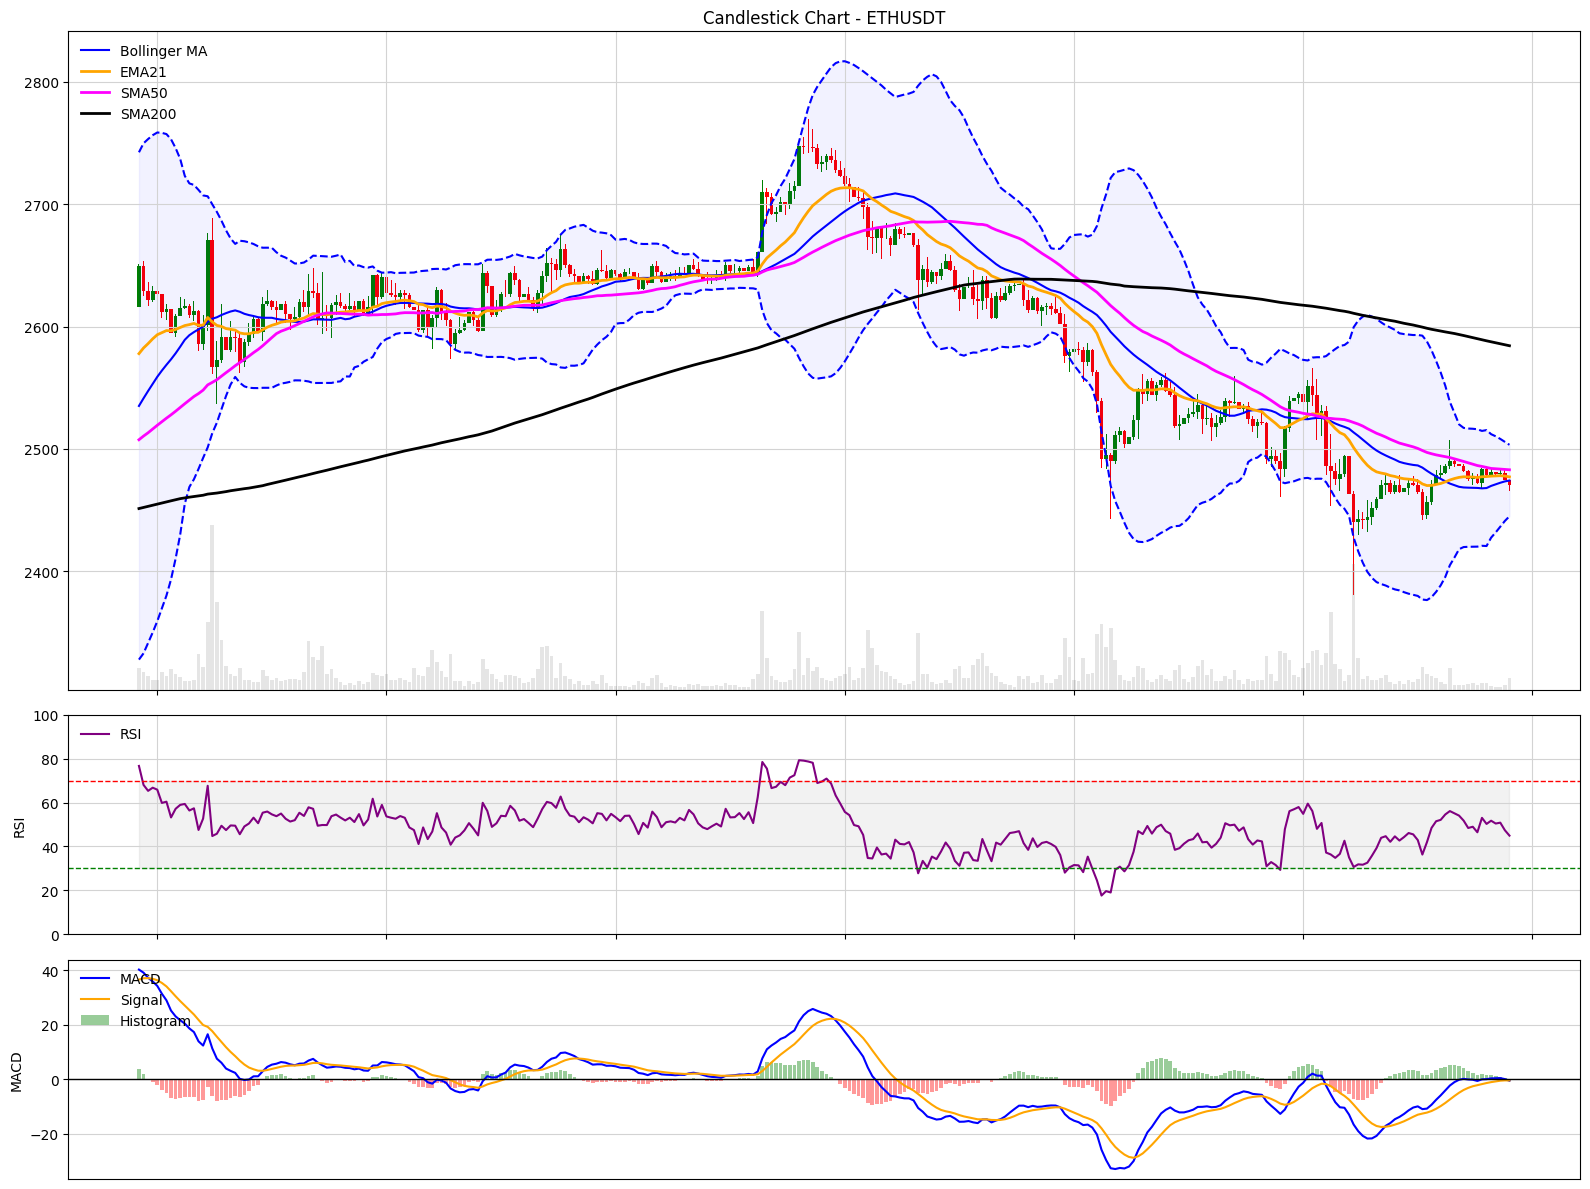 Candlestick Chart - ETHUSDT
Bollinger MA
EMA21
SMA50
SMA200
2800
2700
2600
2500
2400
RSI
100
80
60
40
20
0
RSI
MACD
Signal
Histogram
40
20
0
−20
MACD